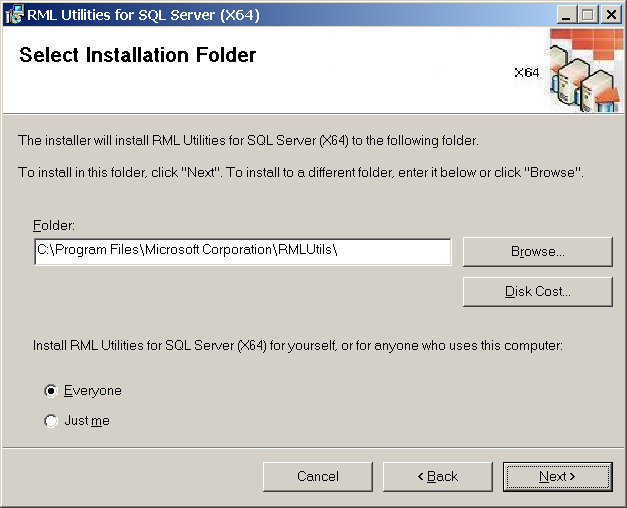 RML Utilities for SQL Server (X64)
Select Installation Folder
X64
The installer will install RML Utilities for SQL Server (X64) to the following folder.
To install in this folder, click "Next". To install to a different folder, enter it below or click "Browse".
Folder:
C:\Program Files\Microsoft Corporation\RMLUtils\
Browse...
Disk Cost...
Install RML Utilities for SQL Server (X64) for yourself, or for anyone who uses this computer:
Everyone
Just me
Cancel
< Back
Next >